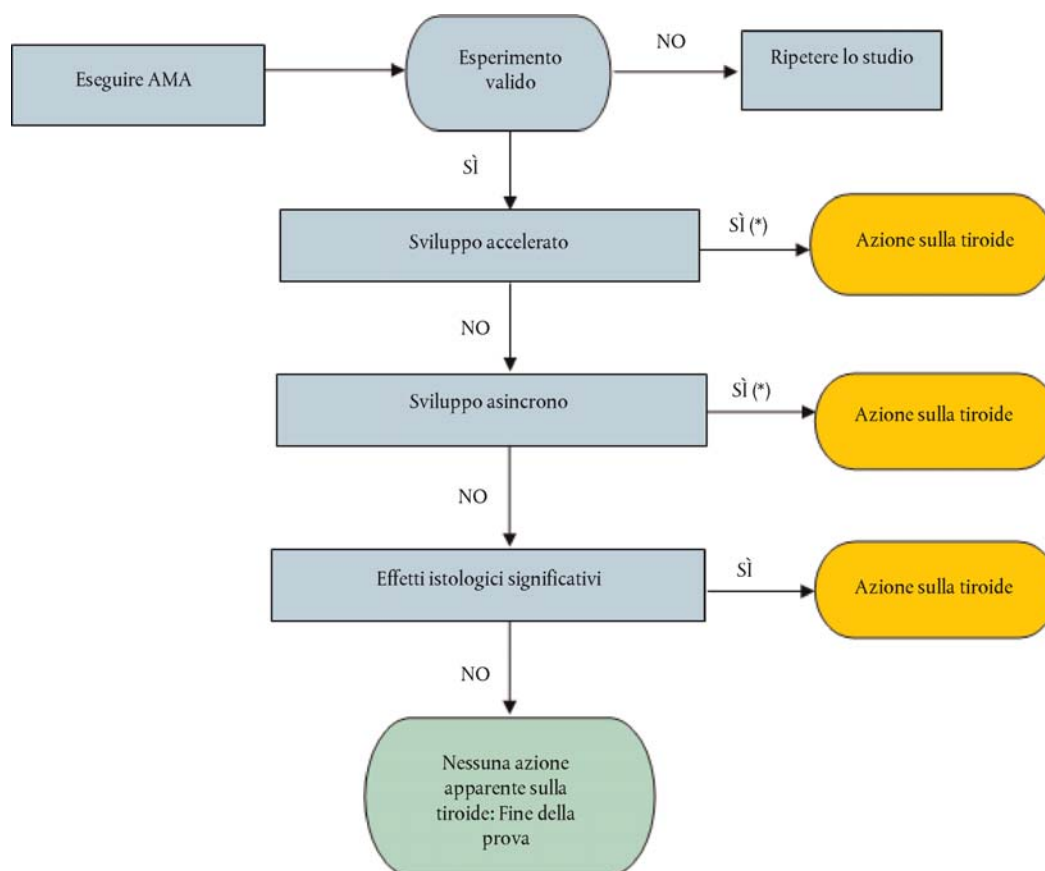 Eseguire AMA
Esperimento
valido
NO
Ripetere lo studio
SÌ
Sviluppo accelerato
SÌ (*)
Azione sulla tiroide
NO
Sviluppo asincrono
SÌ (*)
Azione sulla tiroide
NO
Effetti istologici significativi
SÌ
Azione sulla tiroide
NO
Nessuna azione
apparente sulla
tiroide: Fine della
prova